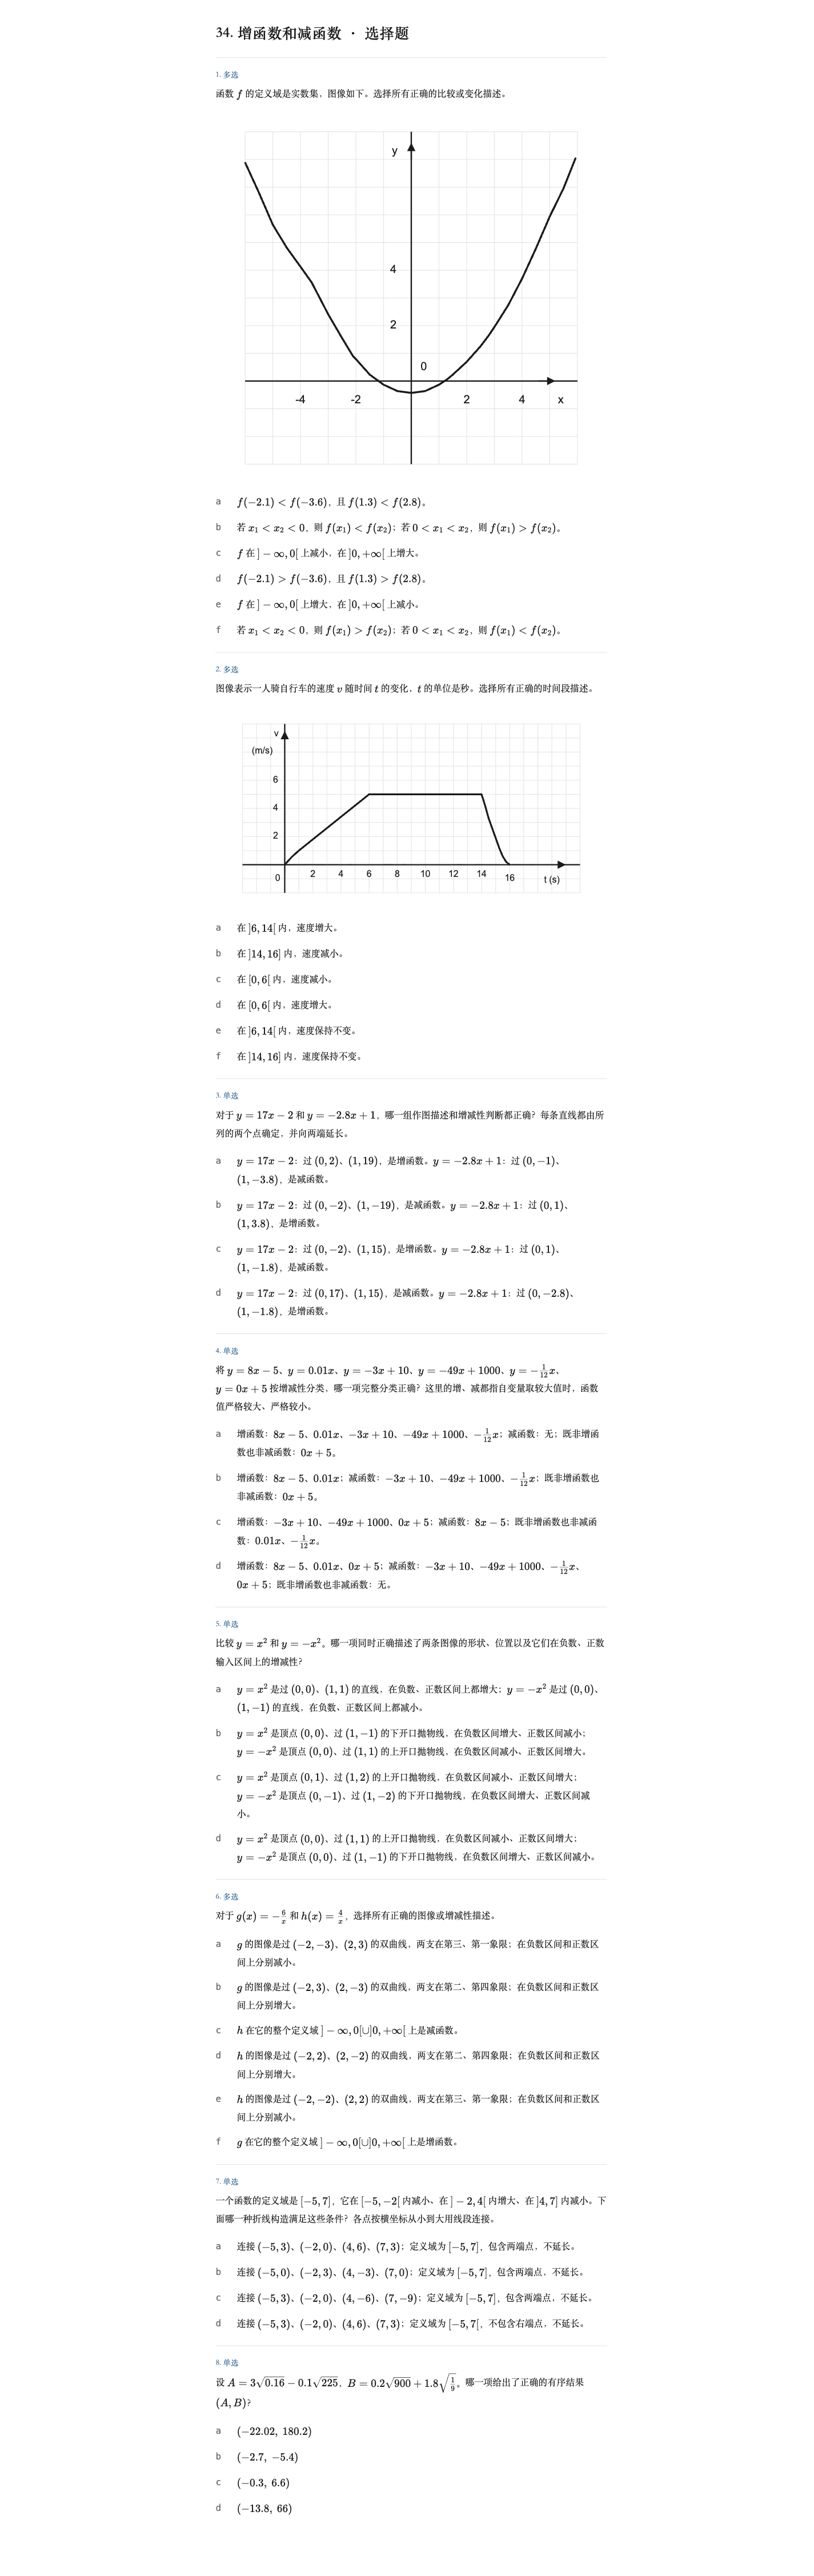 34. 增函数和减函数 · 选择题
1. 多选
函数 f 的定义域是实数集，图像如下。选择所有正确的比较或变化描述。
y
4
2
0
-4 -2 2 4 x
a f(−2.1) < f(−3.6)，且 f(1.3) < f(2.8)。
b 若 x₁ < x₂ < 0，则 f(x₁) < f(x₂)；若 0 < x₁ < x₂，则 f(x₁) > f(x₂)。
c f 在 ]−∞, 0[ 上减小，在 ]0, +∞[ 上增大。
d f(−2.1) > f(−3.6)，且 f(1.3) > f(2.8)。
e f 在 ]−∞, 0[ 上增大，在 ]0, +∞[ 上减小。
f 若 x₁ < x₂ < 0，则 f(x₁) > f(x₂)；若 0 < x₁ < x₂，则 f(x₁) < f(x₂)。
2. 多选
图像表示一人骑自行车的速度 v 随时间 t 的变化，t 的单位是秒。选择所有正确的时间段描述。
v
(m/s)
6
4
2
0 2 4 6 8 10 12 14 16 t (s)
a 在 ]6, 14[ 内，速度增大。
b 在 ]14, 16] 内，速度减小。
c 在 [0, 6[ 内，速度减小。
d 在 [0, 6[ 内，速度增大。
e 在 ]6, 14[ 内，速度保持不变。
f 在 ]14, 16] 内，速度保持不变。
3. 单选
对于 y = 17x − 2 和 y = −2.8x + 1，哪一组作图描述和增减性判断都正确？每条直线都由所
列的两个点确定，并向两端延长。
a y = 17x − 2：过 (0, 2)、(1, 19)，是增函数。y = −2.8x + 1：过 (0, −1)、
(1, −3.8)，是减函数。
b y = 17x − 2：过 (0, −2)、(1, −19)，是减函数。y = −2.8x + 1：过 (0, 1)、
(1, 3.8)，是增函数。
c y = 17x − 2：过 (0, −2)、(1, 15)，是增函数。y = −2.8x + 1：过 (0, 1)、
(1, −1.8)，是减函数。
d y = 17x − 2：过 (0, 17)、(1, 15)，是减函数。y = −2.8x + 1：过 (0, −2.8)、
(1, −1.8)，是增函数。
4. 单选
将 y = 8x − 5、y = 0.01x、y = −3x + 10、y = −49x + 1000、y = −1/12 x、
y = 0x + 5 按增减性分类，哪一项完整分类正确？这里的增、减都指自变量取较大值时，函数
值严格较大、严格较小。
a 增函数：8x − 5、0.01x、−3x + 10、−49x + 1000、−1/12 x；减函数：无；既非增函
数也非减函数：0x + 5。
b 增函数：8x − 5、0.01x；减函数：−3x + 10、−49x + 1000、−1/12 x；既非增函数也
非减函数：0x + 5。
c 增函数：−3x + 10、−49x + 1000、0x + 5；减函数：8x − 5；既非增函数也非减函
数：0.01x、−1/12 x。
d 增函数：8x − 5、0.01x、0x + 5；减函数：−3x + 10、−49x + 1000、−1/12 x、
0x + 5；既非增函数也非减函数：无。
5. 单选
比较 y = x² 和 y = −x²。哪一项同时正确描述了两条图像的形状、位置以及它们在负数、正数
输入区间上的增减性？
a y = x² 是过 (0, 0)、(1, 1) 的直线，在负数、正数区间上都增大；y = −x² 是过 (0, 0)、
(1, −1) 的直线，在负数、正数区间上都减小。
b y = x² 是顶点 (0, 0)、过 (1, −1) 的下开口抛物线，在负数区间增大、正数区间减小；
y = −x² 是顶点 (0, 0)、过 (1, 1) 的上开口抛物线，在负数区间减小、正数区间增大。
c y = x² 是顶点 (0, 1)、过 (1, 2) 的上开口抛物线，在负数区间减小、正数区间增大；
y = −x² 是顶点 (0, −1)、过 (1, −2) 的下开口抛物线，在负数区间增大、正数区间减
小。
d y = x² 是顶点 (0, 0)、过 (1, 1) 的上开口抛物线，在负数区间减小、正数区间增大；
y = −x² 是顶点 (0, 0)、过 (1, −1) 的下开口抛物线，在负数区间增大、正数区间减小。
6. 多选
对于 g(x) = −6/x 和 h(x) = 4/x，选择所有正确的图像或增减性描述。
a g 的图像是过 (−2, −3)、(2, 3) 的双曲线，两支在第三、第一象限；在负数区间和正数区
间上分别减小。
b g 的图像是过 (−2, 3)、(2, −3) 的双曲线，两支在第二、第四象限；在负数区间和正数区
间上分别增大。
c h 在它的整个定义域 ]−∞, 0[∪]0, +∞[ 上是减函数。
d h 的图像是过 (−2, 2)、(2, −2) 的双曲线，两支在第二、第四象限；在负数区间和正数区
间上分别增大。
e h 的图像是过 (−2, −2)、(2, 2) 的双曲线，两支在第三、第一象限；在负数区间和正数区
间上分别减小。
f g 在它的整个定义域 ]−∞, 0[∪]0, +∞[ 上是增函数。
7. 单选
一个函数的定义域是 [−5, 7]，它在 [−5, −2[ 内减小、在 ]−2, 4[ 内增大、在 ]4, 7] 内减小。下
面哪一种折线构造满足这些条件？各点按横坐标从小到大用线段连接。
a 连接 (−5, 3)、(−2, 0)、(4, 6)、(7, 3)；定义域为 [−5, 7]，包含两端点，不延长。
b 连接 (−5, 0)、(−2, 3)、(4, −3)、(7, 0)；定义域为 [−5, 7]，包含两端点，不延长。
c 连接 (−5, 3)、(−2, 0)、(4, −6)、(7, −9)；定义域为 [−5, 7]，包含两端点，不延长。
d 连接 (−5, 3)、(−2, 0)、(4, 6)、(7, 3)；定义域为 [−5, 7[，不包含右端点，不延长。
8. 单选
设 A = 3√0.16 − 0.1√225，B = 0.2√900 + 1.8√(1/9)。哪一项给出了正确的有序结果
(A, B)？
a (−22.02, 180.2)
b (−2.7, −5.4)
c (−0.3, 6.6)
d (−13.8, 66)